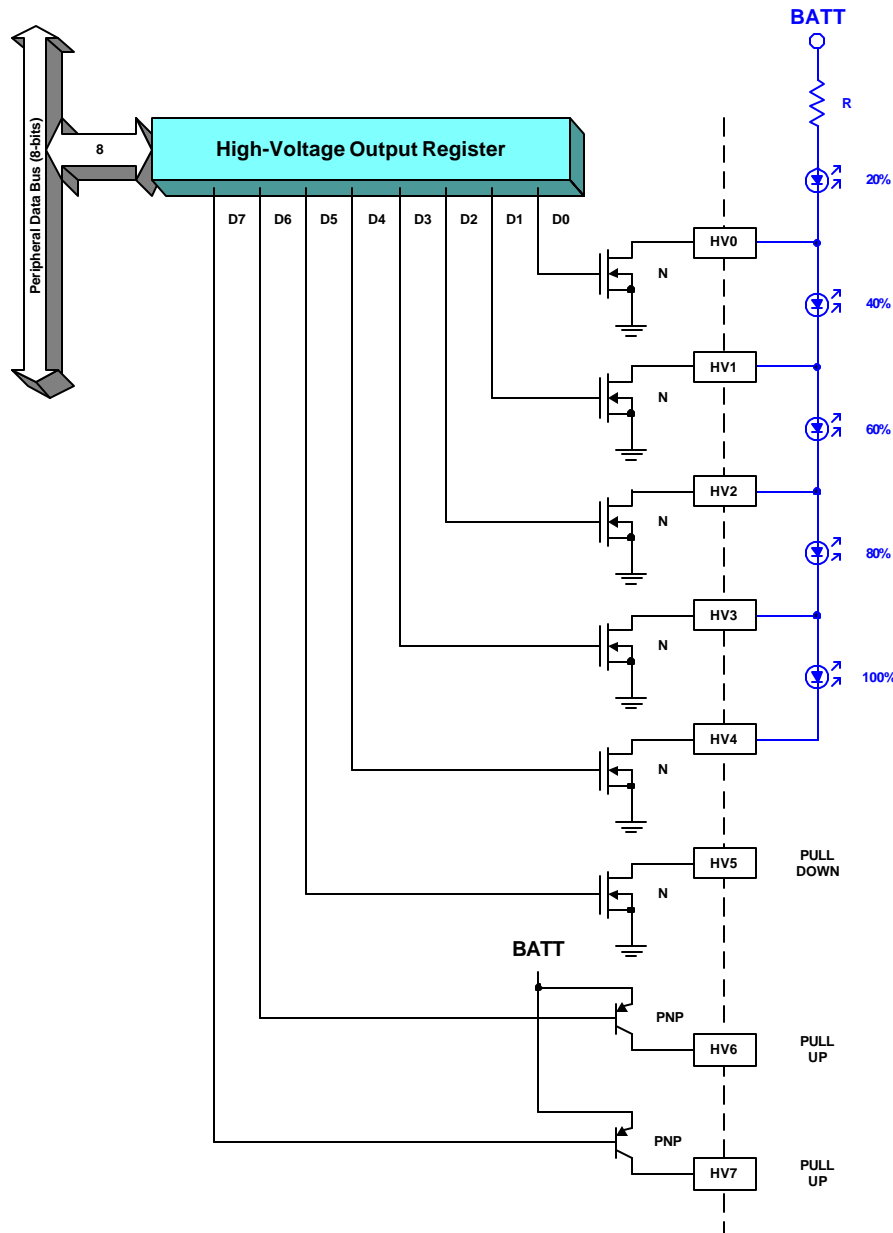 BATT
R
Peripheral Data Bus (8-bits)
8
High-Voltage Output Register
20%
D7 D6 D5 D4 D3 D2 D1 D0
HV0
N
40%
HV1
N
60%
HV2
N
80%
HV3
N
100%
HV4
N
HV5
PULL
DOWN
N
BATT
PNP
HV6
PULL
UP
PNP
HV7
PULL
UP